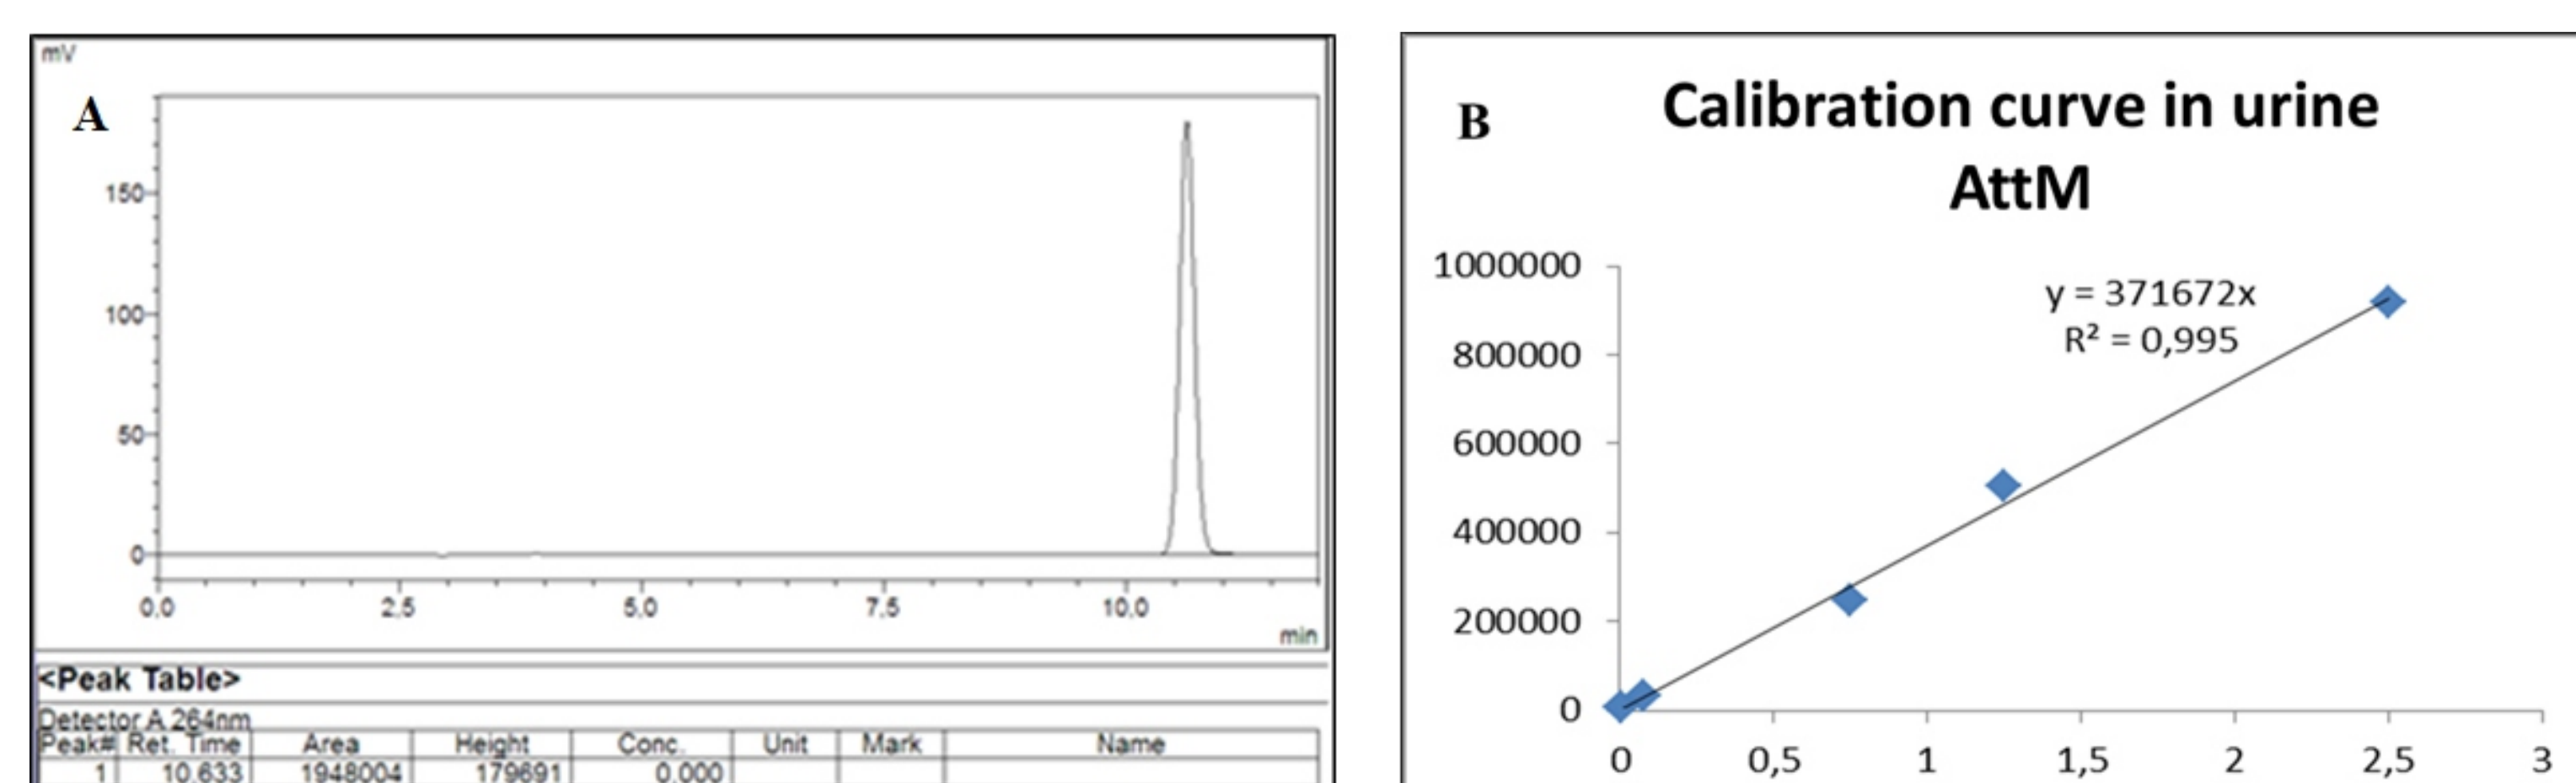 mV
A
150
100
50
0
0,0 2,5 5,0 7,5 10,0
min
<Peak Table>
Detector A 264nm
Peak# Ret. Time Area Height Conc. Unit Mark Name
1 10.633 1948004 179691 0.000
B
Calibration curve in urine
AttM
1000000
800000
600000
400000
200000
0
y = 371672x
R² = 0,995
0 0,5 1 1,5 2 2,5 3